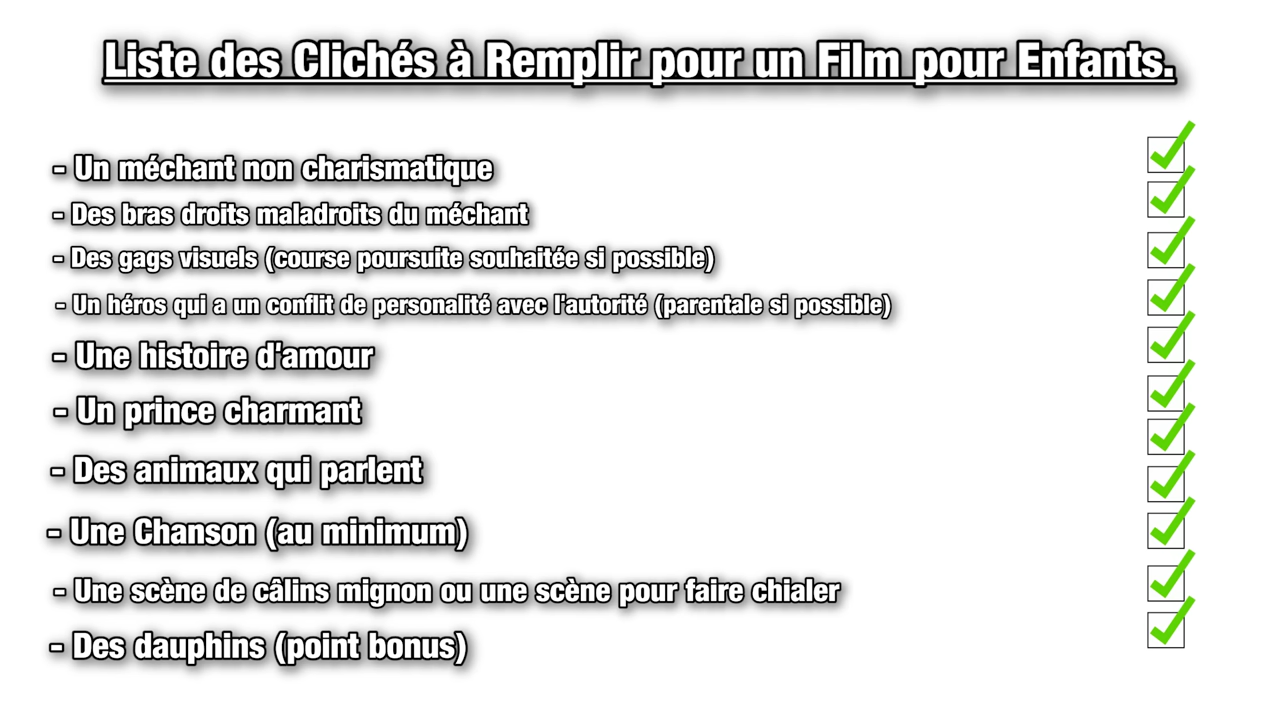 Liste des Clichés à Remplir pour un Film pour Enfants.
- Un méchant non charismatique
- Des bras droits maladroits du méchant
- Des gags visuels (course poursuite souhaitée si possible)
- Un héros qui a un conflit de personalité avec l'autorité (parentale si possible)
- Une histoire d'amour
- Un prince charmant
- Des animaux qui parlent
- Une Chanson (au minimum)
- Une scène de câlins mignon ou une scène pour faire chialer
- Des dauphins (point bonus)